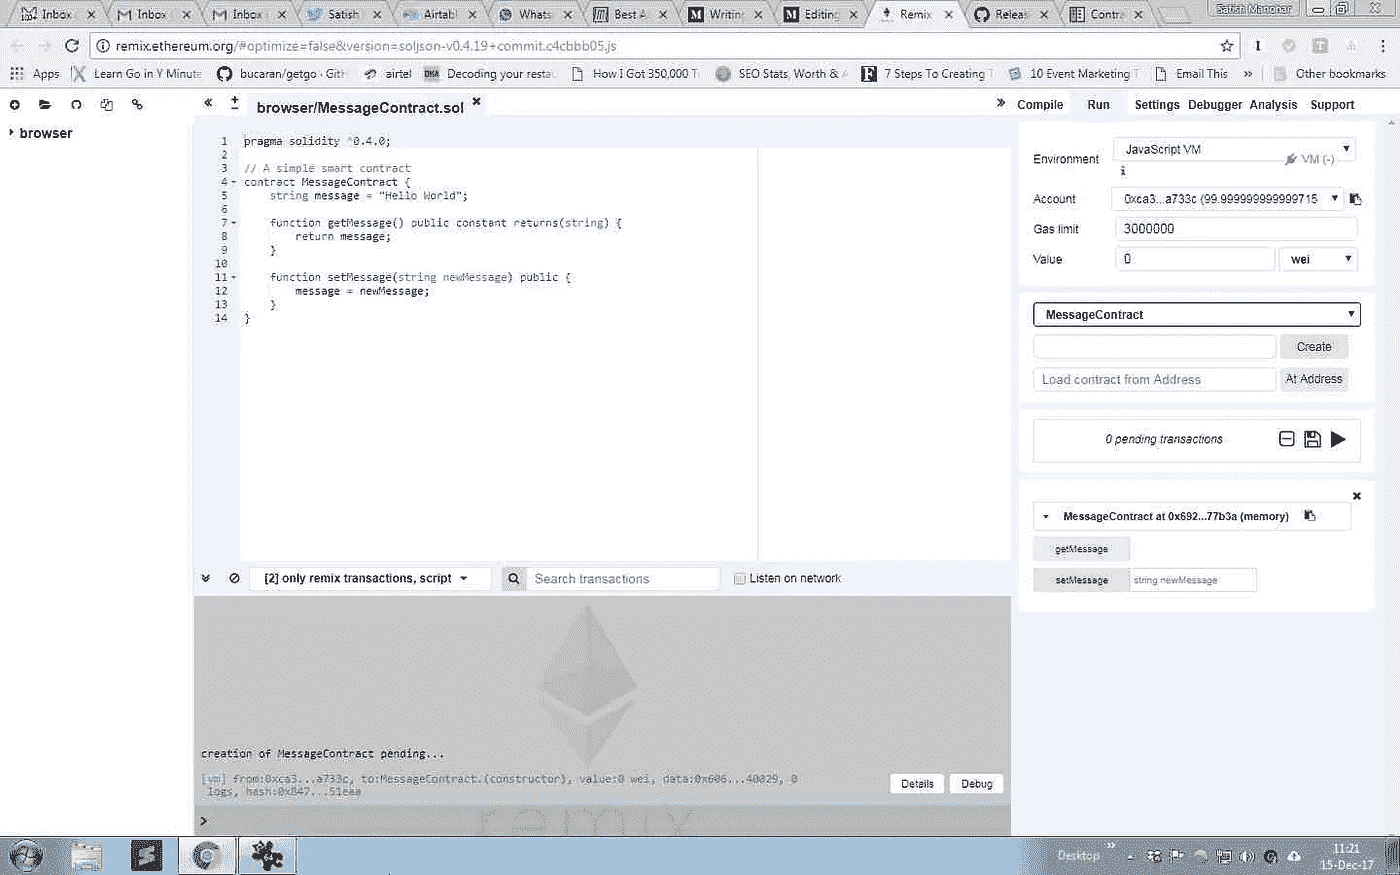 Inbox
Inbox
Inbox
Satish
Airtabl
Whats
Best A
Writin
Editing
Remix
Releas
Contra
Satish Manohar
remix.ethereum.org/#optimize=false&version=soljson-v0.4.19+commit.c4cbbb05.js
Apps
Learn Go in Y Minute
bucaran/getgo · Gith
airtel
Decoding your resta
How I Got 350,000 T
SEO Stats, Worth & A
7 Steps To Creating T
10 Event Marketing T
Email This
»
Other bookmarks
browser
browser/MessageContract.sol
1 pragma solidity ^0.4.0;
2
3 // A simple smart contract
4 contract MessageContract {
5 string message = "Hello World";
6
7 function getMessage() public constant returns(string) {
8 return message;
9 }
10
11 function setMessage(string newMessage) public {
12 message = newMessage;
13 }
14 }
Compile Run Settings Debugger Analysis Support
Environment JavaScript VM VM (-)
Account 0xca3...a733c (99.999999999999715
Gas limit 3000000
Value 0 wei
MessageContract
Create
Load contract from Address At Address
0 pending transactions
MessageContract at 0x692...77b3a (memory)
getMessage
setMessage string newMessage
[2] only remix transactions, script
Search transactions
Listen on network
creation of MessageContract pending...
[vm] from:0xca3...a733c, to:MessageContract.(constructor), value:0 wei, data:0x606...40029, 0
logs, hash:0x847...51eaa
Details Debug
>
remix
Desktop »
11:21
15-Dec-17